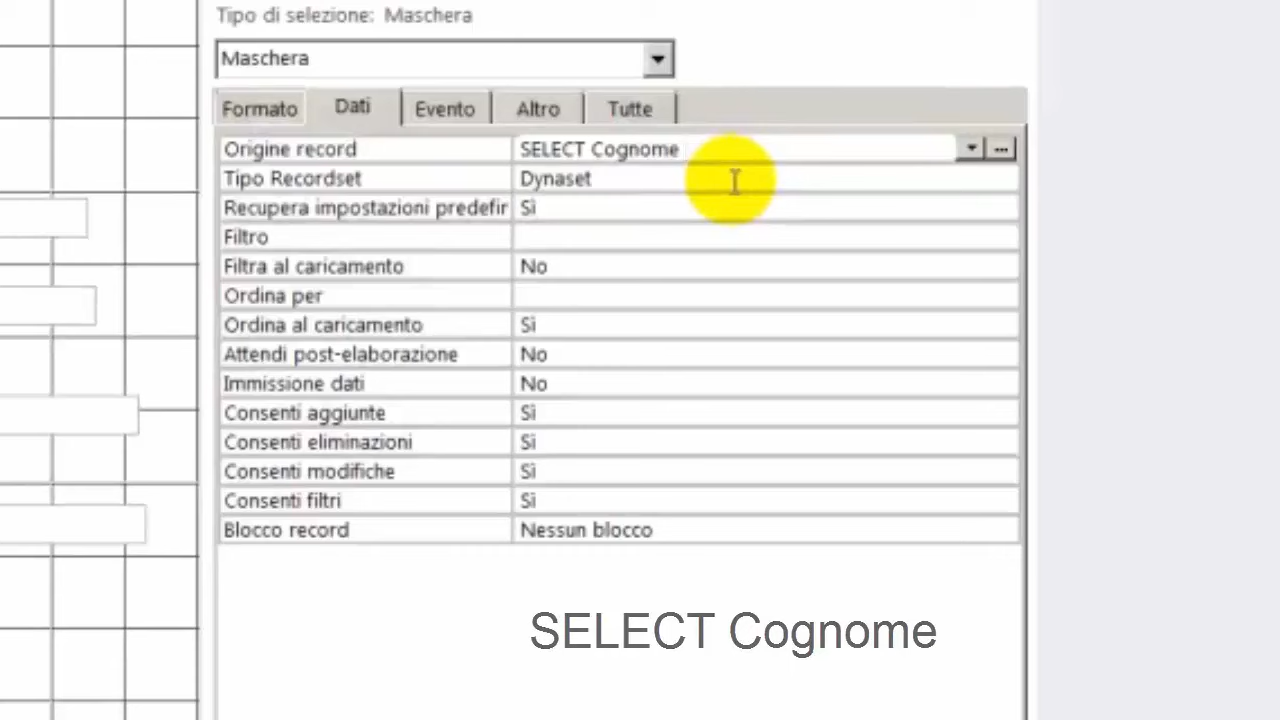 Tipo di selezione: Maschera
Maschera
Formato Dati Evento Altro Tutte
Origine record SELECT Cognome ...
Tipo Recordset Dynaset
Recupera impostazioni predefir Sì
Filtro
Filtra al caricamento No
Ordina per
Ordina al caricamento Sì
Attendi post-elaborazione No
Immissione dati No
Consenti aggiunte Sì
Consenti eliminazioni Sì
Consenti modifiche Sì
Consenti filtri Sì
Blocco record Nessun blocco
SELECT Cognome